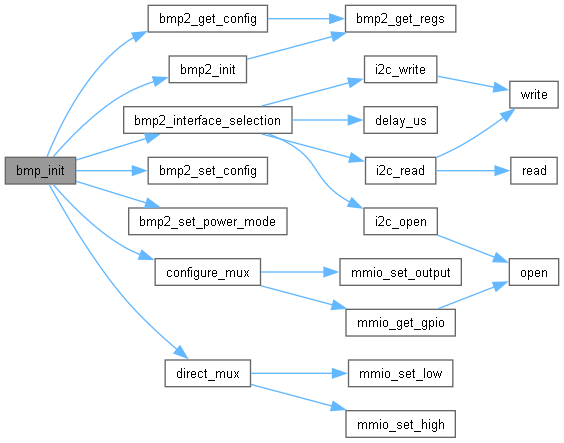 bmp_init
bmp2_get_config
bmp2_get_regs
bmp2_init
bmp2_interface_selection
i2c_write
write
delay_us
i2c_read
read
i2c_open
open
bmp2_set_config
bmp2_set_power_mode
configure_mux
mmio_set_output
mmio_get_gpio
direct_mux
mmio_set_low
mmio_set_high